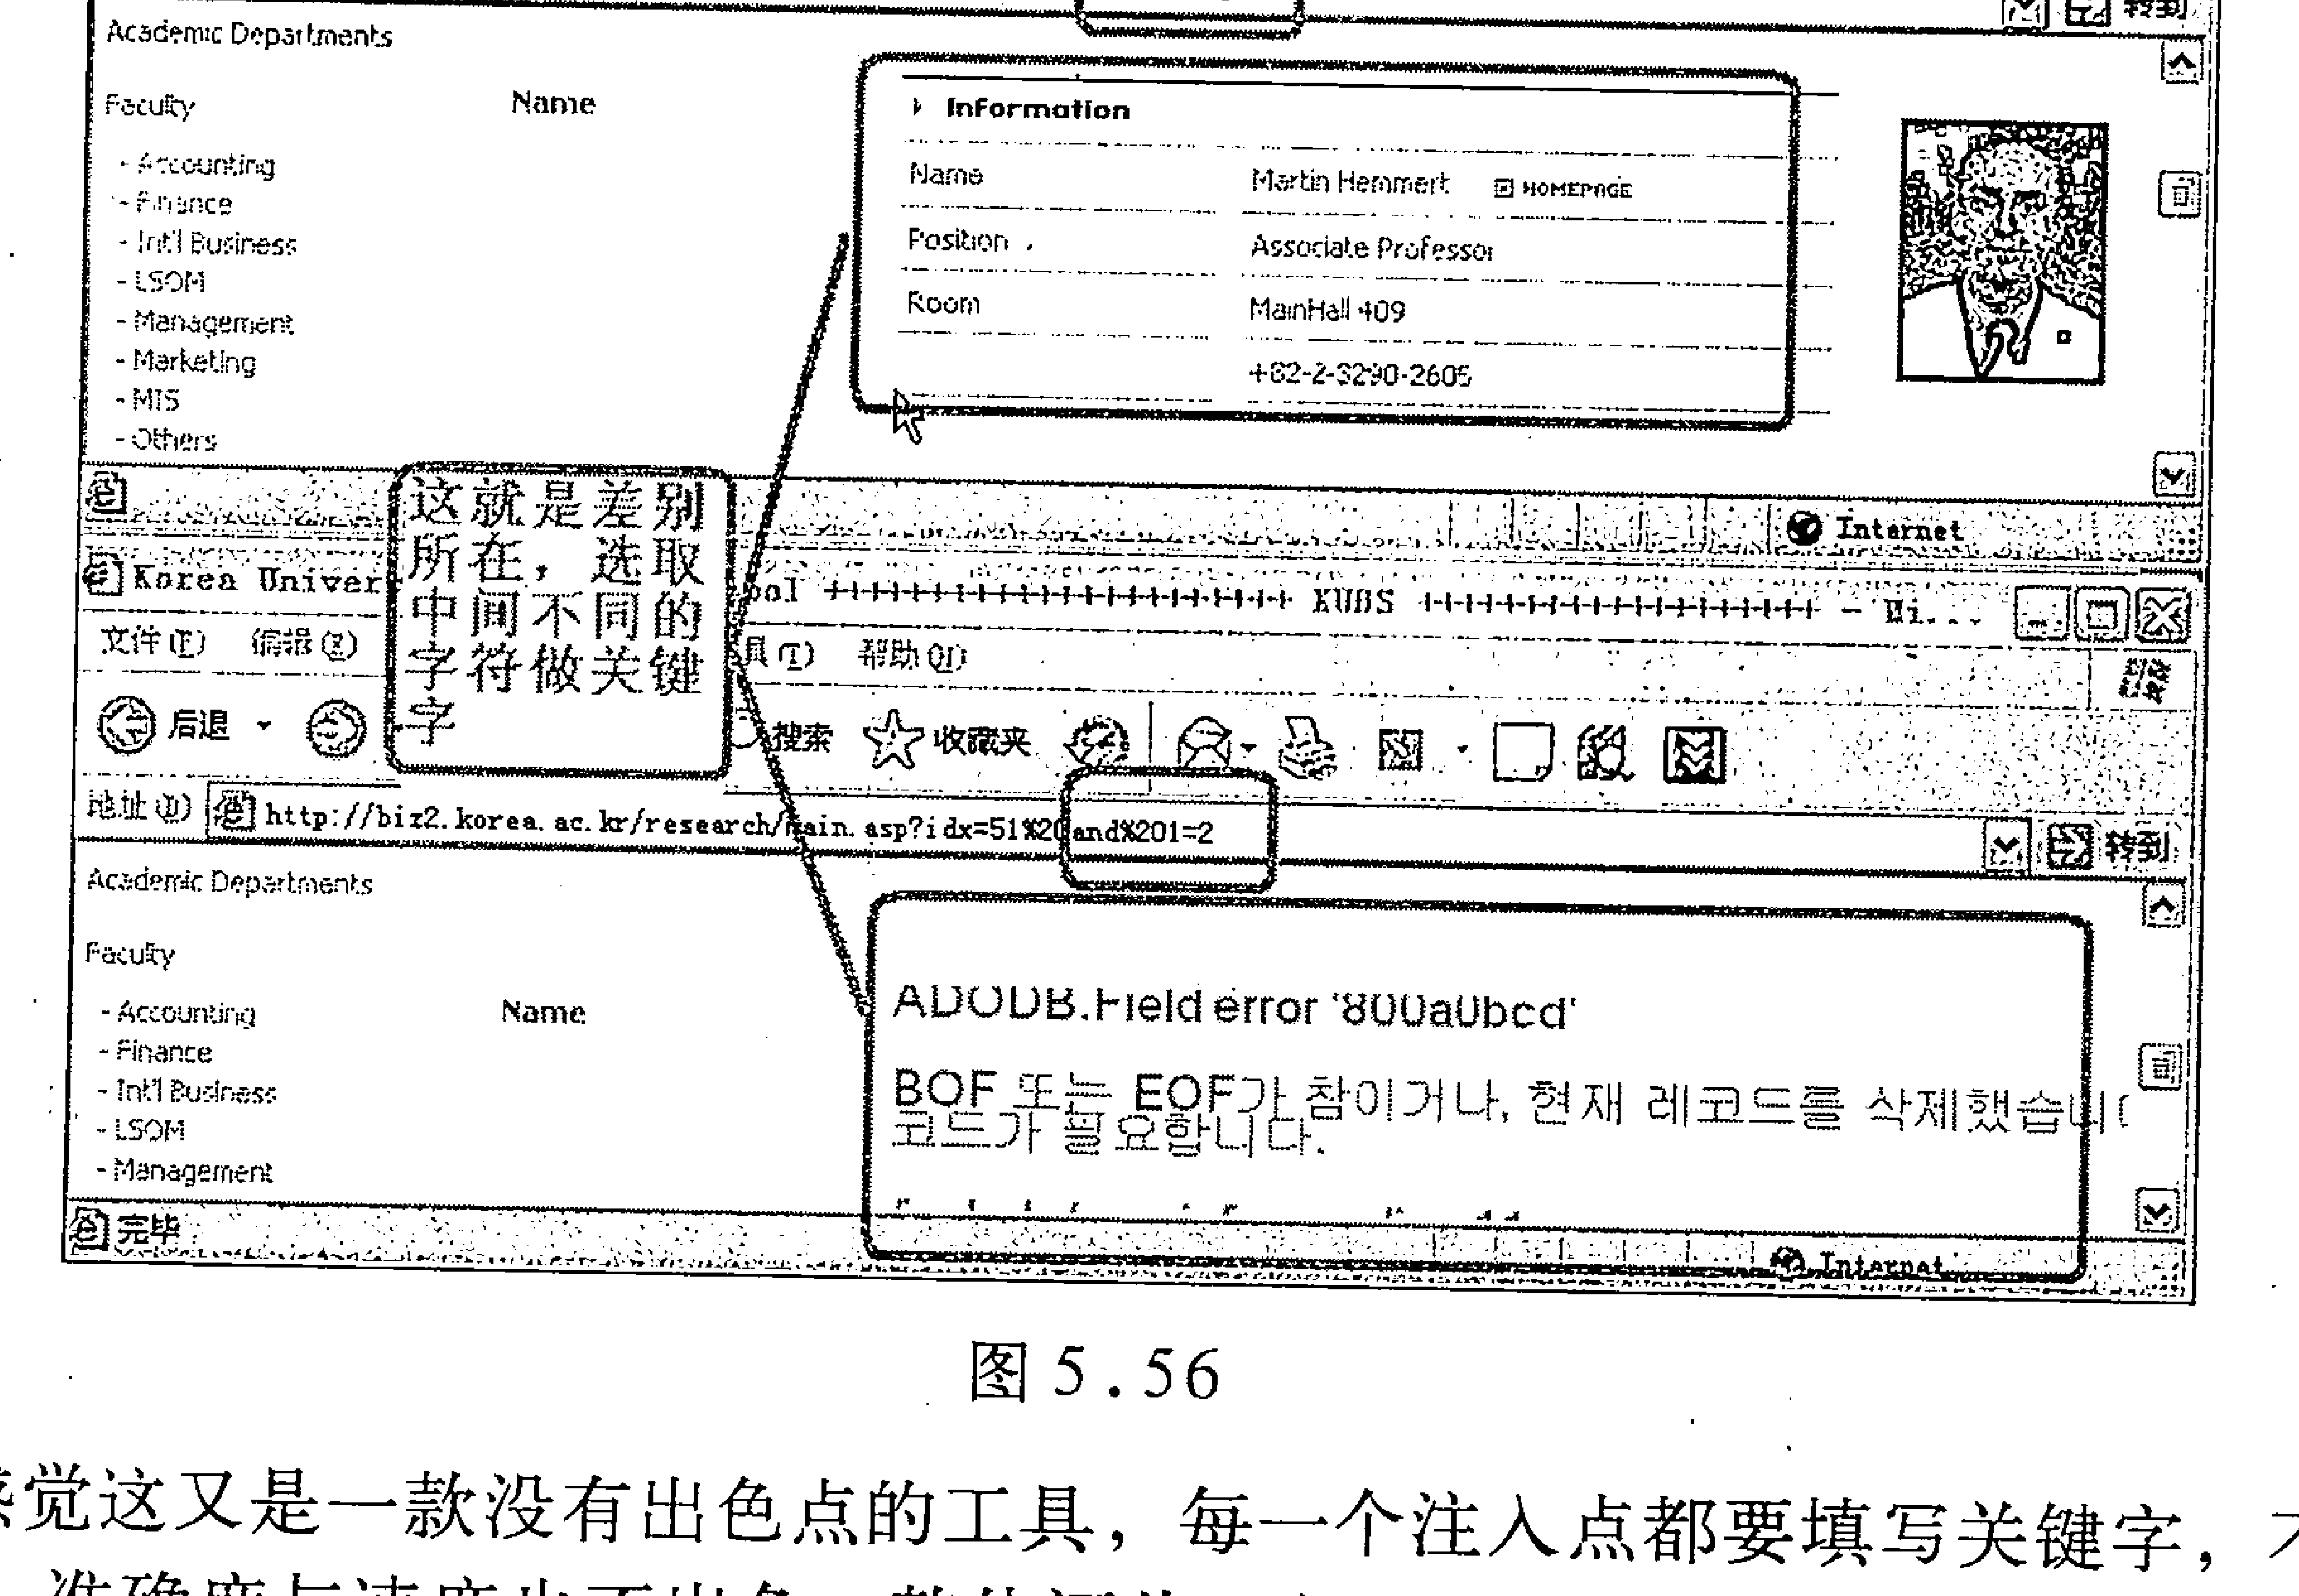 转到
Academic Departments
Faculty
Name
- Accounting
- Finance
- Int'l Business
- LSOM
- Management
- Marketing
- MIS
- Others
Information
Name Martin Hemmert HOMEPAGE
Position Associate Professor
Room MainHall 409
+82-2-3290-2605
这就是差别
所在，选取
中间不同的
字符做关键
字
Internet
Korea Univer ool ++++++++++++++++++++ KUBS ++++++++++++++++++++ - Mi...
文件(F) 编辑(E) 具(T) 帮助(H)
后退 搜索 收藏夹
地址(D) http://biz2.korea.ac.kr/research/main.asp?idx=51%20and%201=2 转到
Academic Departments
Faculty
Name
- Accounting
- Finance
- Int'l Business
- LSOM
- Management
ADODB.Field error '800a0bcd'
BOF 또는 EOF가 참이거나, 현재 레코드를 삭제했습니
코드가 필요합니다.
完毕 Internet
图 5.56
感觉这又是一款没有出色点的工具，每一个注入点都要填写关键字，